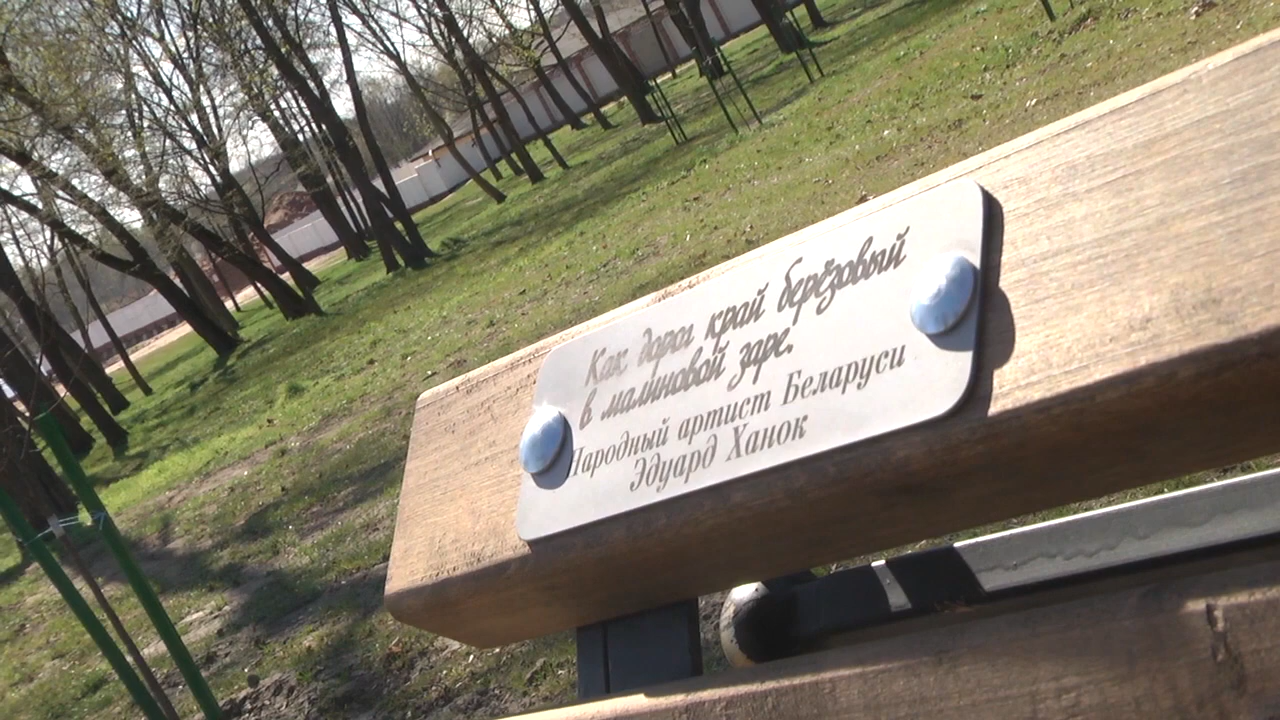 Как дорог край берёзовый
в малиновой заре.
Народный артист Беларуси
Эдуард Ханок